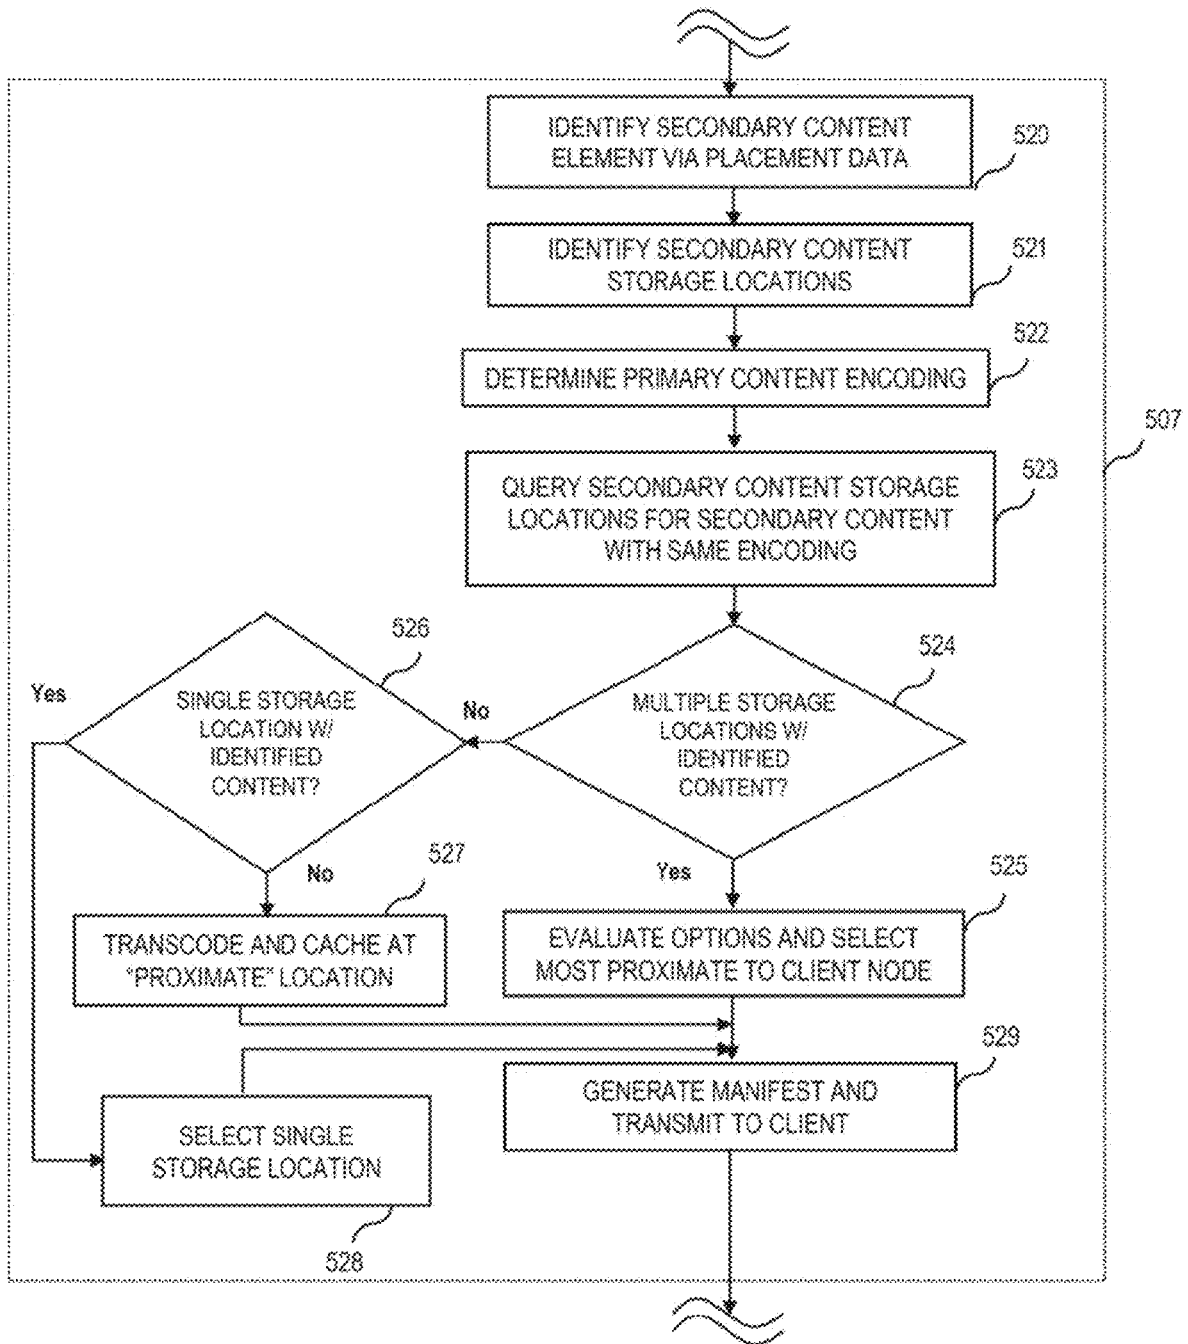 IDENTIFY SECONDARY CONTENT
ELEMENT VIA PLACEMENT DATA
520
IDENTIFY SECONDARY CONTENT
STORAGE LOCATIONS
521
522
DETERMINE PRIMARY CONTENT ENCODING
507
523
QUERY SECONDARY CONTENT STORAGE
LOCATIONS FOR SECONDARY CONTENT
WITH SAME ENCODING
526
524
Yes
SINGLE STORAGE
LOCATION W/
IDENTIFIED
CONTENT?
No
MULTIPLE STORAGE
LOCATIONS W/
IDENTIFIED
CONTENT?
No
527
Yes
525
TRANSCODE AND CACHE AT
"PROXIMATE" LOCATION
EVALUATE OPTIONS AND SELECT
MOST PROXIMATE TO CLIENT NODE
529
GENERATE MANIFEST AND
TRANSMIT TO CLIENT
SELECT SINGLE
STORAGE LOCATION
528